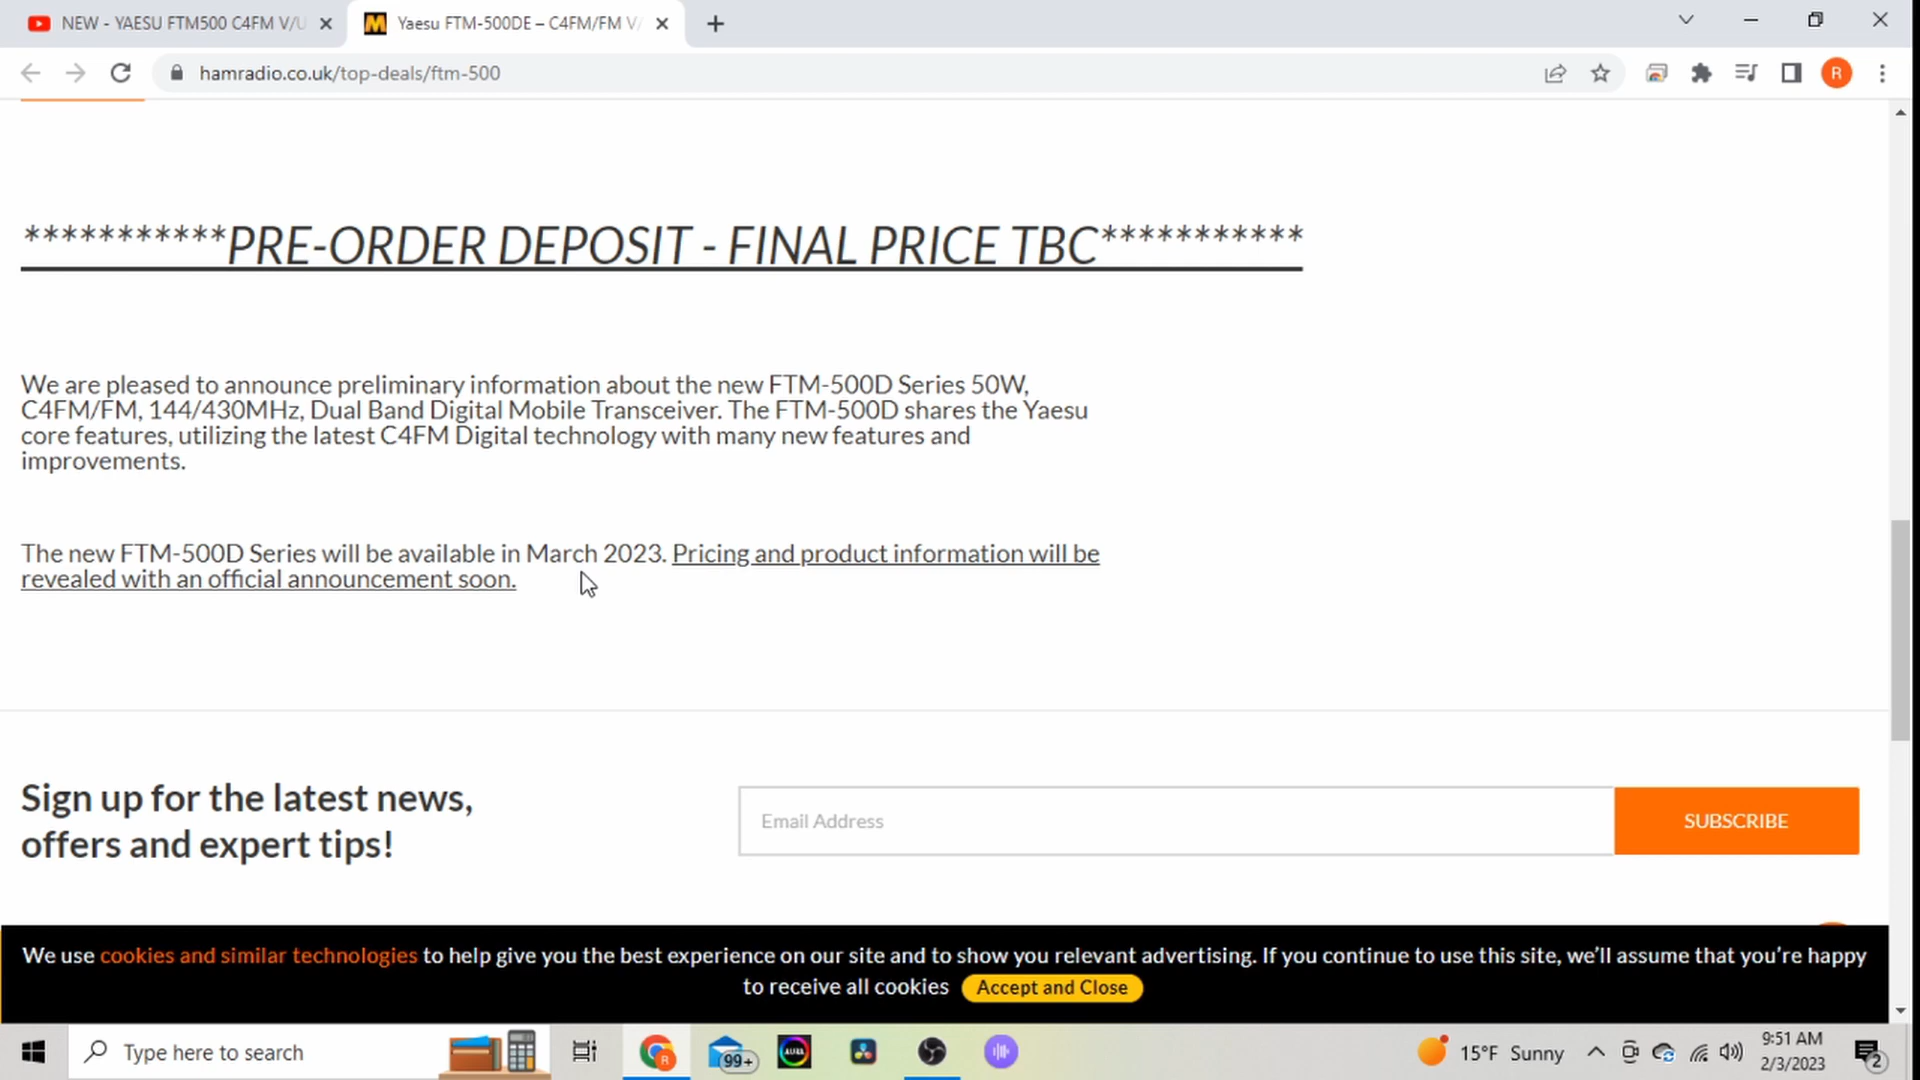 NEW - YAESU FTM500 C4FM V/U
Yaesu FTM-500DE – C4FM/FM V/
hamradio.co.uk/top-deals/ftm-500
R
***********PRE-ORDER DEPOSIT - FINAL PRICE TBC***********
We are pleased to announce preliminary information about the new FTM-500D Series 50W,
C4FM/FM, 144/430MHz, Dual Band Digital Mobile Transceiver. The FTM-500D shares the Yaesu
core features, utilizing the latest C4FM Digital technology with many new features and
improvements.
The new FTM-500D Series will be available in March 2023. Pricing and product information will be
revealed with an official announcement soon.
Sign up for the latest news,
offers and expert tips!
Email Address
SUBSCRIBE
We use cookies and similar technologies to help give you the best experience on our site and to show you relevant advertising. If you continue to use this site, we’ll assume that you’re happy
to receive all cookies Accept and Close
Type here to search
R
99+
AURA
15°F Sunny
9:51 AM
2/3/2023
2